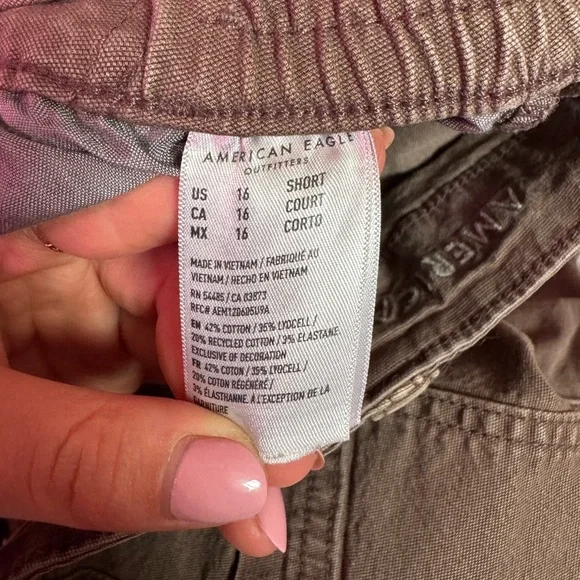 AMERICAN EAGLE
OUTFITTERS
US 16 SHORT
CA 16 COURT
MX 16 CORTO
MADE IN VIETNAM / FABRIQUÉ AU
VIETNAM / HECHO EN VIETNAM
RN 54485 / CA 03873
RFC# AEM120605U9A
EN: 42% COTTON / 35% LYOCELL /
20% RECYCLED COTTON / 3% ELASTANE.
EXCLUSIVE OF DECORATION
FR: 42% COTON / 35% LYOCELL /
20% COTON RÉGÉNÉRÉ /
3% ÉLASTHANNE. À L'EXCEPTION DE LA
GARNITURE
AMERICA